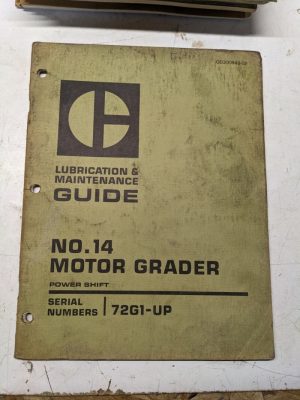 LUBRICATION &
MAINTENANCE
GUIDE
NO.14
MOTOR GRADER
POWER SHIFT
SERIAL
NUMBERS
72G1-UP